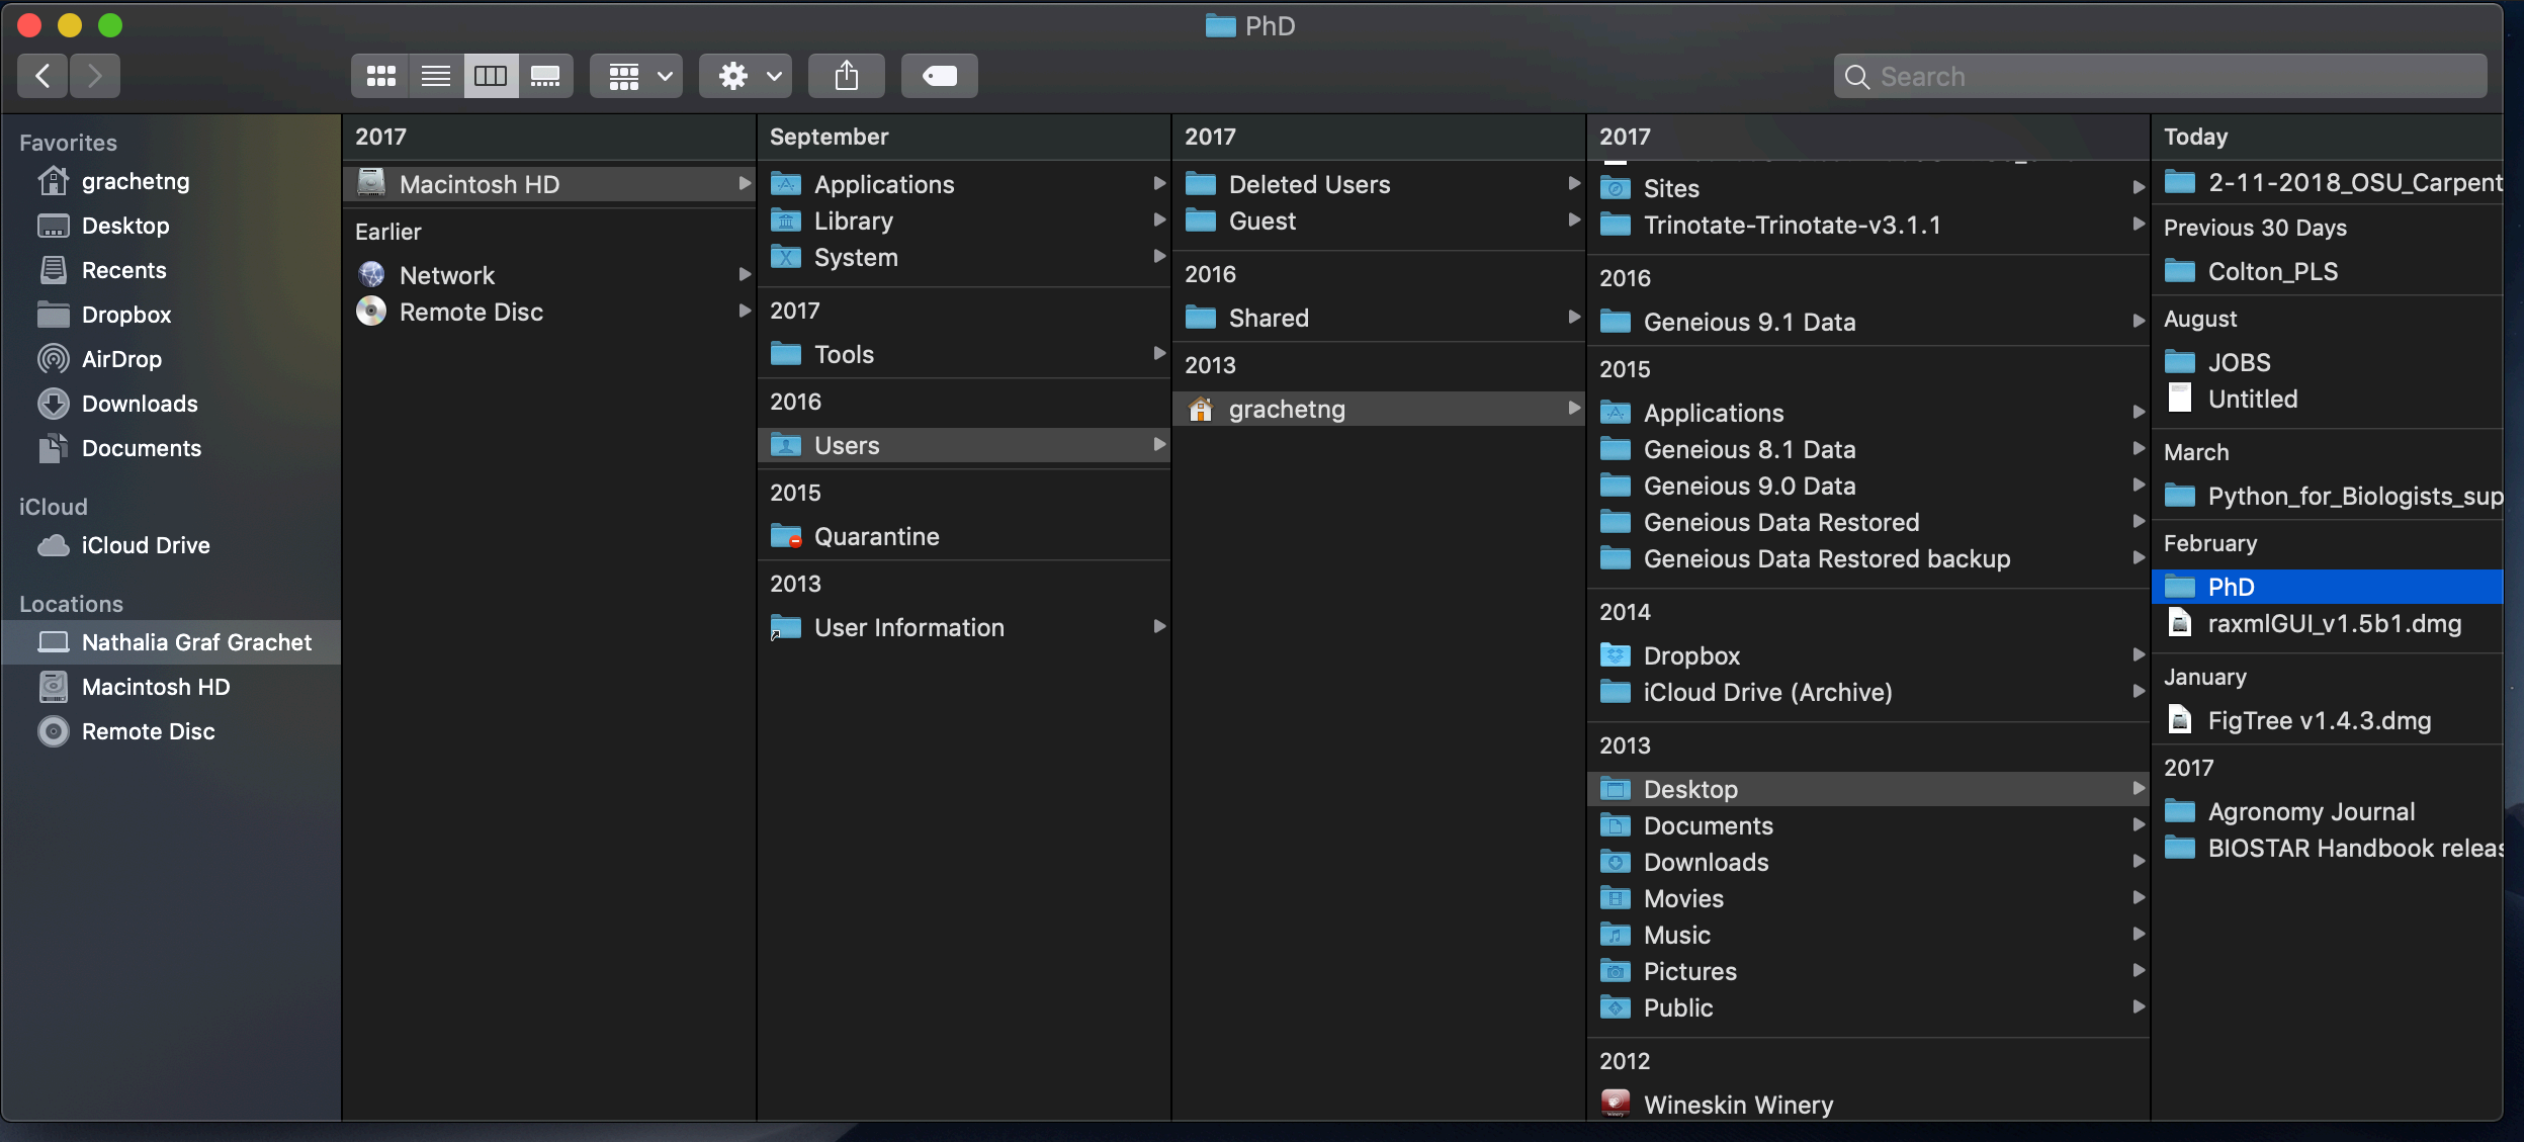 PhD
Search
Favorites
grachetng
Desktop
Recents
Dropbox
AirDrop
Downloads
Documents
iCloud
iCloud Drive
Locations
Nathalia Graf Grachet
Macintosh HD
Remote Disc
2017
Macintosh HD
Earlier
Network
Remote Disc
September
Applications
Library
System
2017
Tools
2016
Users
2015
Quarantine
2013
User Information
2017
Deleted Users
Guest
2016
Shared
2013
grachetng
2017
Sites
Trinotate-Trinotate-v3.1.1
2016
Geneious 9.1 Data
2015
Applications
Geneious 8.1 Data
Geneious 9.0 Data
Geneious Data Restored
Geneious Data Restored backup
2014
Dropbox
iCloud Drive (Archive)
2013
Desktop
Documents
Downloads
Movies
Music
Pictures
Public
2012
Wineskin Winery
Today
2-11-2018_OSU_Carpent
Previous 30 Days
Colton_PLS
August
JOBS
Untitled
March
Python_for_Biologists_sup
February
PhD
raxmlGUI_v1.5b1.dmg
January
FigTree v1.4.3.dmg
2017
Agronomy Journal
BIOSTAR Handbook releas